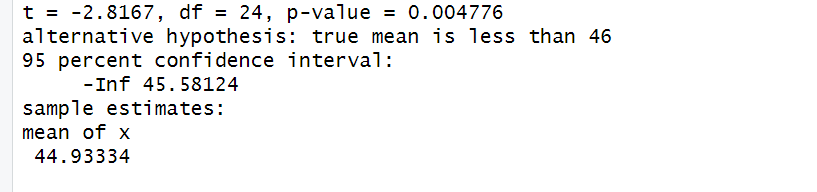 t = -2.8167, df = 24, p-value = 0.004776
alternative hypothesis: true mean is less than 46
95 percent confidence interval:
-Inf 45.58124
sample estimates:
mean of x
44.93334